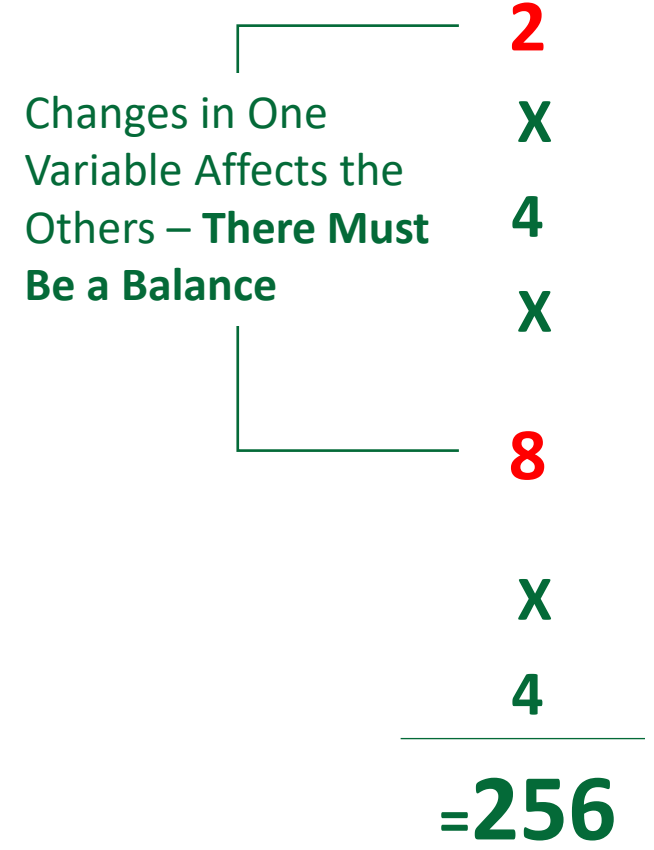 2
Changes in One
X
Variable Affects the
Others – There Must
4
Be a Balance
X
8
X
4
=256